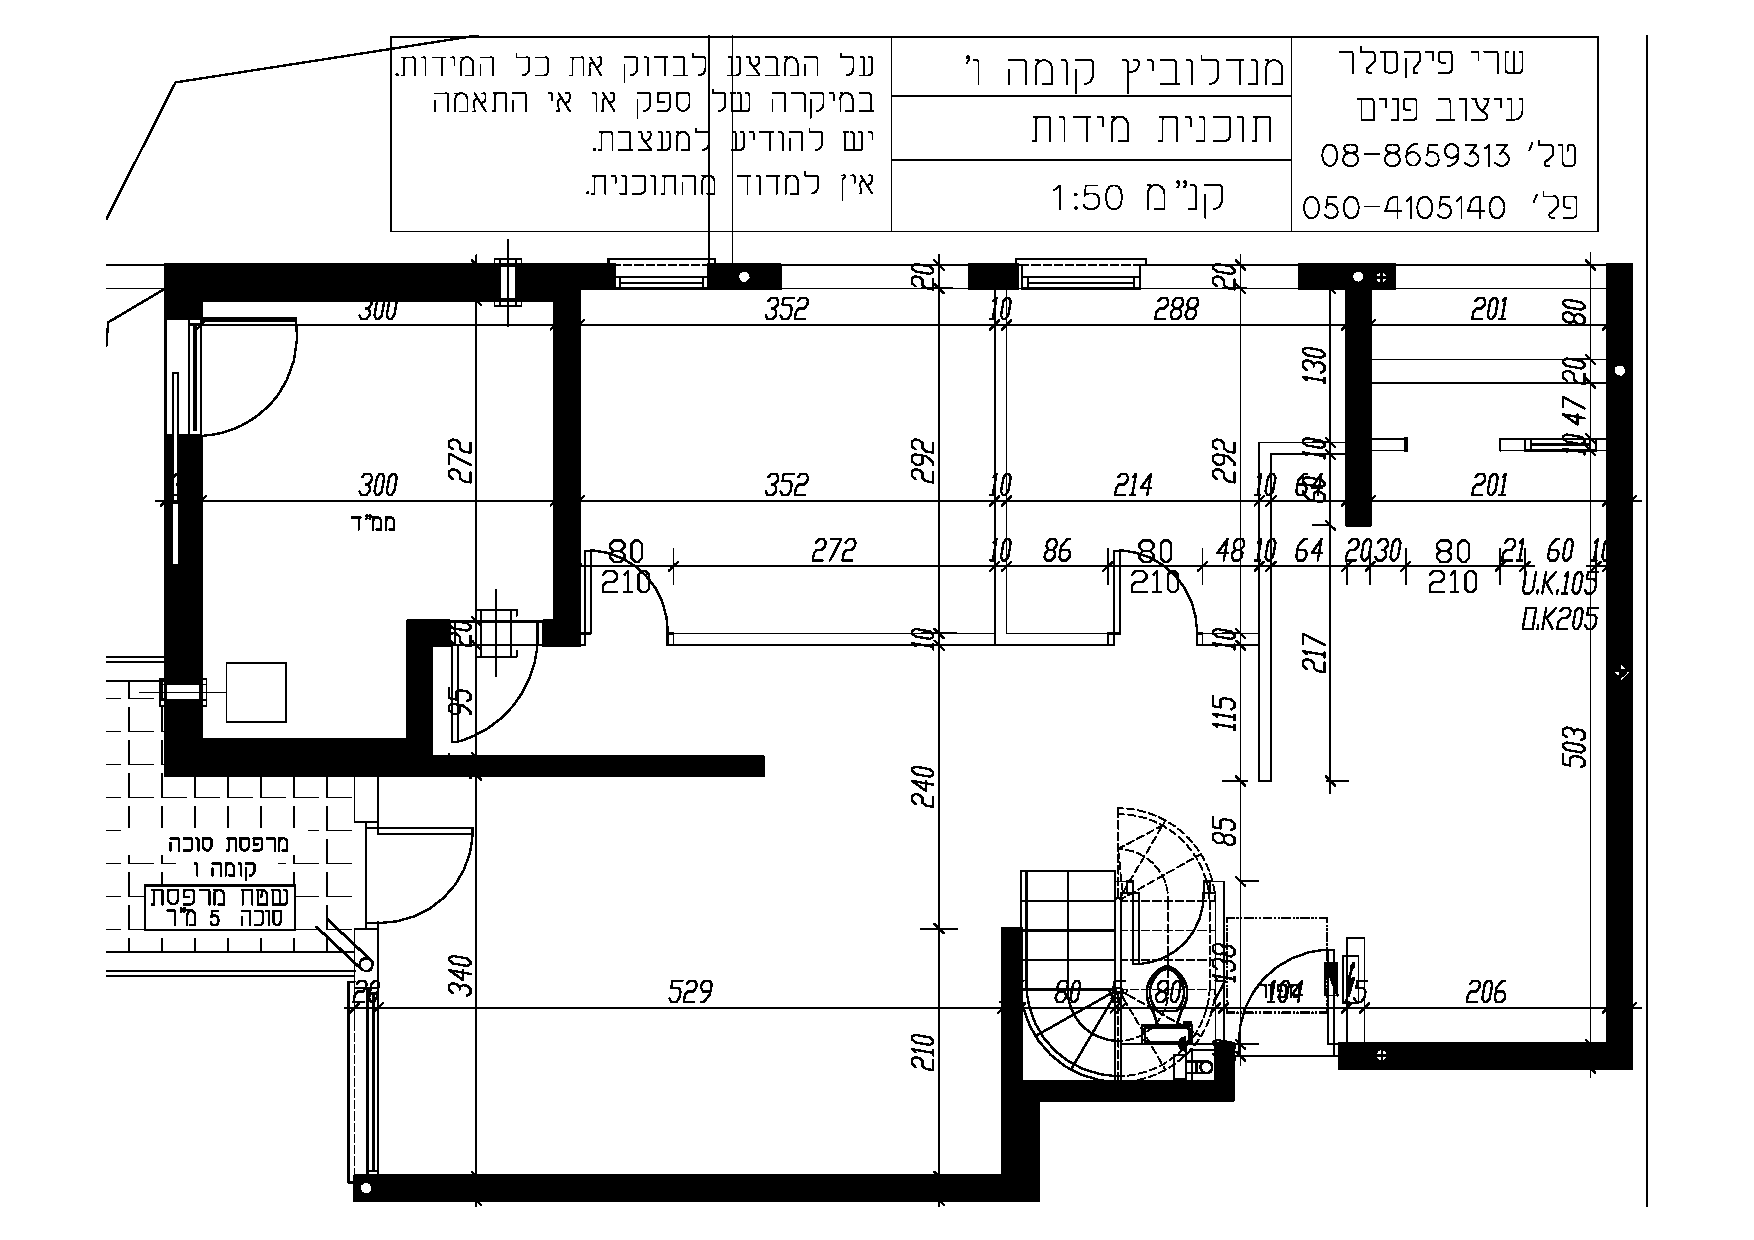 שרי פיקסלר
עיצוב פנים
טל' 08-8659313
פל' 050-4105140
מנדלוביץ קומה ו'
תוכנית מידות
קנ"מ 1:50
על המבצע לבדוק את כל המידות.
במיקרה של ספק או אי התאמה
יש להודיע למעצבת.
אין למדוד מהתוכנית.
20 20
300 352 10 288 201 80
130 20
47
272 292 292 10 10
300 352 10 214 10 64 201
ממ"ד
80 272 10 86 80 48 10 64 20 30 80 21 60 10
210 210 210 U.K.105
O.K205
20 10 10 217
95 115 503
240 85
מרפסת סוכה
קומה ו
שטח מרפסת
סוכה 5 מ"ר
340 130
529 80 5 80 104 5 206
210